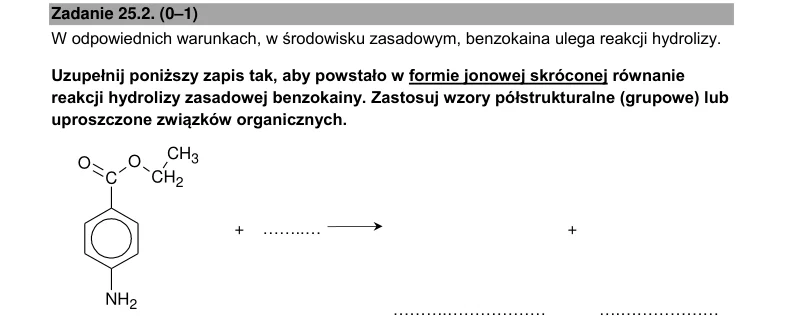 Zadanie 25.2. (0–1)
W odpowiednich warunkach, w środowisku zasadowym, benzokaina ulega reakcji hydrolizy.
Uzupełnij poniższy zapis tak, aby powstało w formie jonowej skróconej równanie
reakcji hydrolizy zasadowej benzokainy. Zastosuj wzory półstrukturalne (grupowe) lub
uproszczone związków organicznych.
O O CH3
C CH2
+ ........... +
NH2
............................ ......................